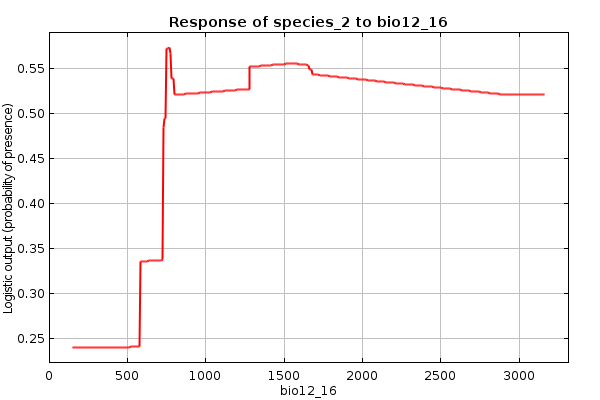 Response of species_2 to bio12_16
Logistic output (probability of presence)
0.55
0.50
0.45
0.40
0.35
0.30
0.25
0 500 1000 1500 2000 2500 3000
bio12_16